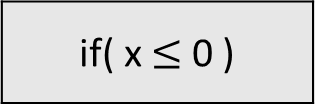 if( x ≤ 0 )